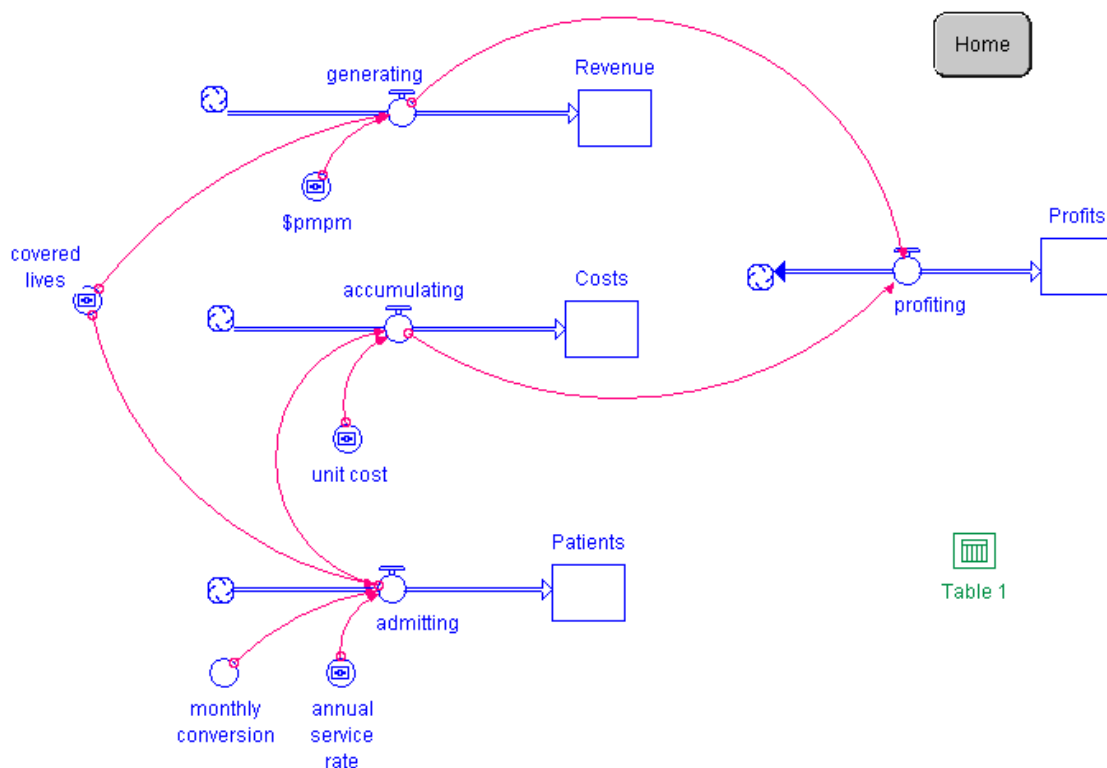 Home
generating
Revenue
$pmpm
Profits
covered
lives
accumulating
Costs
profiting
unit cost
Patients
admitting
Table 1
monthly
conversion
annual
service
rate